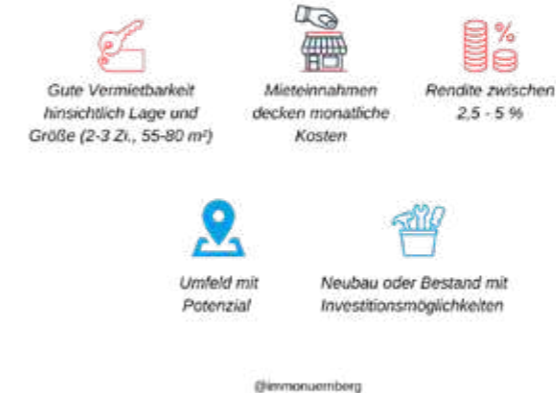 %
Gute Vermietbarkeit
hinsichtlich Lage und
Größe (2-3 Zi., 55-80 m²)
Mieteinnahmen
decken monatliche
Kosten
Rendite zwischen
2,5 - 5 %
Umfeld mit
Potenzial
Neubau oder Bestand mit
Investitionsmöglichkeiten
@immonuernberg